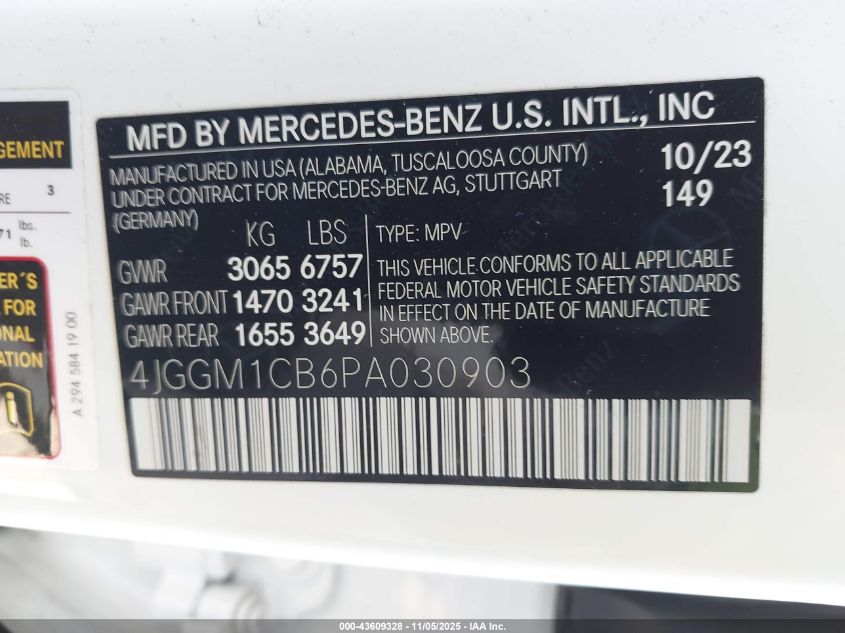 GEMENT
RE 3
71 lbs.
lb.
ER´S
FOR
ONAL
ATION
A 294 584 19 00
MFD BY MERCEDES-BENZ U.S. INTL., INC
MANUFACTURED IN USA (ALABAMA, TUSCALOOSA COUNTY) 10/23
UNDER CONTRACT FOR MERCEDES-BENZ AG, STUTTGART 149
(GERMANY)
KG LBS
GVWR 3065 6757
GAWR FRONT 1470 3241
GAWR REAR 1655 3649
TYPE: MPV
THIS VEHICLE CONFORMS TO ALL APPLICABLE
FEDERAL MOTOR VEHICLE SAFETY STANDARDS
IN EFFECT ON THE DATE OF MANUFACTURE
SHOWN ABOVE.
4JGGM1CB6PA030903
000-43609328 - 11/05/2025 - IAA Inc.